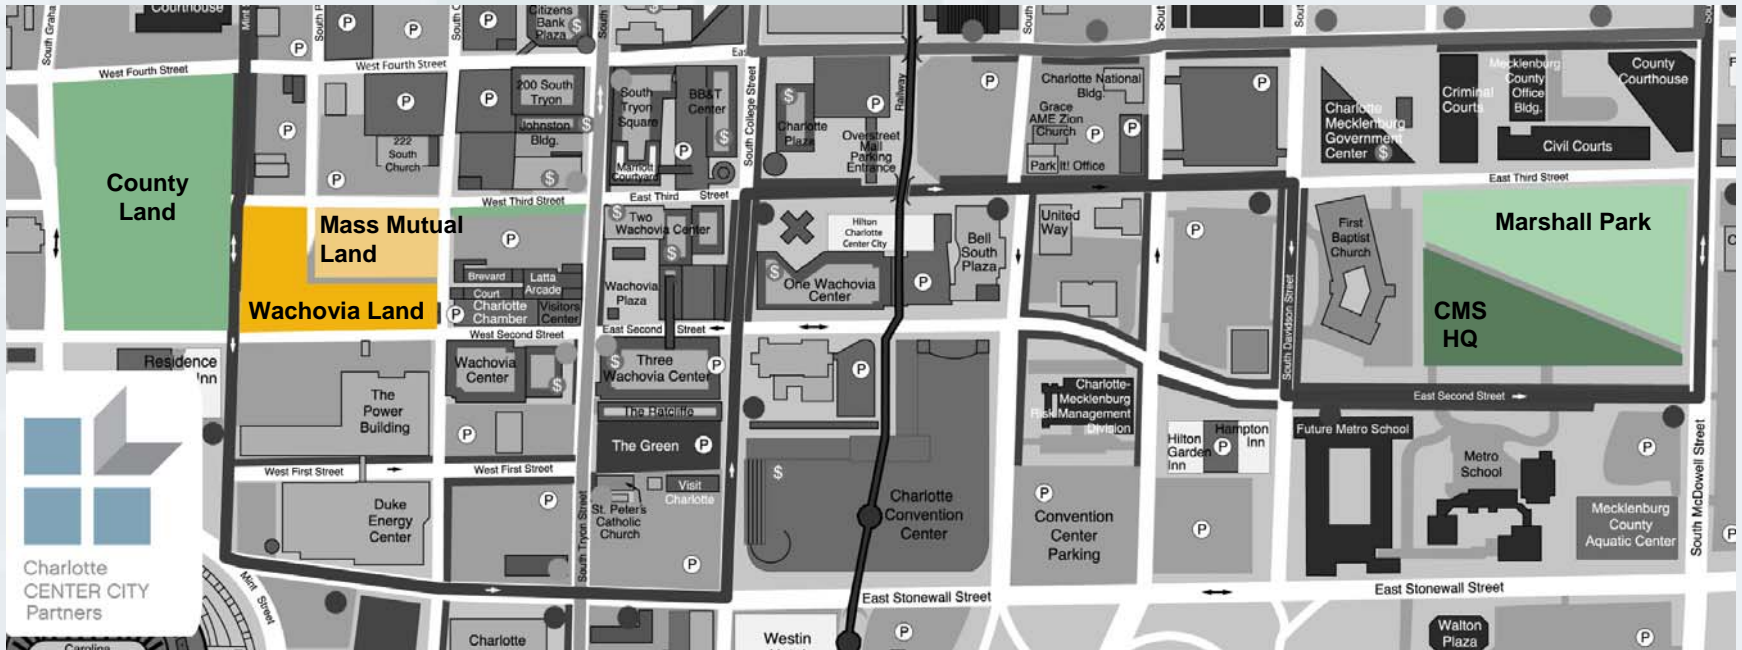 Courthouse
South Graha
Mint S
South
Citizens
Bank
Plaza
West Fourth Street
West Fourth Street
South College Street
Railway
200 South
Tryon
Johnston
Bldg.
South
Tryon
Square
BB&T
Center
Marriott
Courtyard
Charlotte
Plaza
Overstreet
Mall
Parking
Entrance
Charlotte National
Bldg.
Grace
AME Zion
Church
Park It! Office
Charlotte
Mecklenburg
Government
Center
Criminal
Courts
Mecklenburg
County
Office
Bldg.
County
Courthouse
Civil Courts
222
South
Church
County
Land
Mass Mutual
Land
Wachovia Land
West Third Street
East Third Street
East Third Street
Two
Wachovia Center
Hilton
Charlotte
Center City
Bell
South
Plaza
United
Way
First
Baptist
Church
Marshall Park
CMS
HQ
Brevard
Court
Latta
Arcade
Charlotte
Chamber
Visitors
Center
Wachovia
Plaza
One Wachovia
Center
South Davidson Street
West Second Street
East Second Street
East Second Street
Residence
Inn
The
Power
Building
Wachovia
Center
Three
Wachovia Center
The Ratcliffe
The Green
Charlotte-
Mecklenburg
Risk Management
Division
Hilton
Garden
Inn
Hampton
Inn
Future Metro School
Metro
School
South McDowell Street
West First Street
West First Street
Duke
Energy
Center
Visit
Charlotte
St. Peter's
Catholic
Church
South Tryon Street
Charlotte
Convention
Center
Convention
Center
Parking
Mecklenburg
County
Aquatic Center
Charlotte
CENTER CITY
Partners
Mint Street
East Stonewall Street
East Stonewall Street
Carolina
Charlotte
Westin
Walton
Plaza